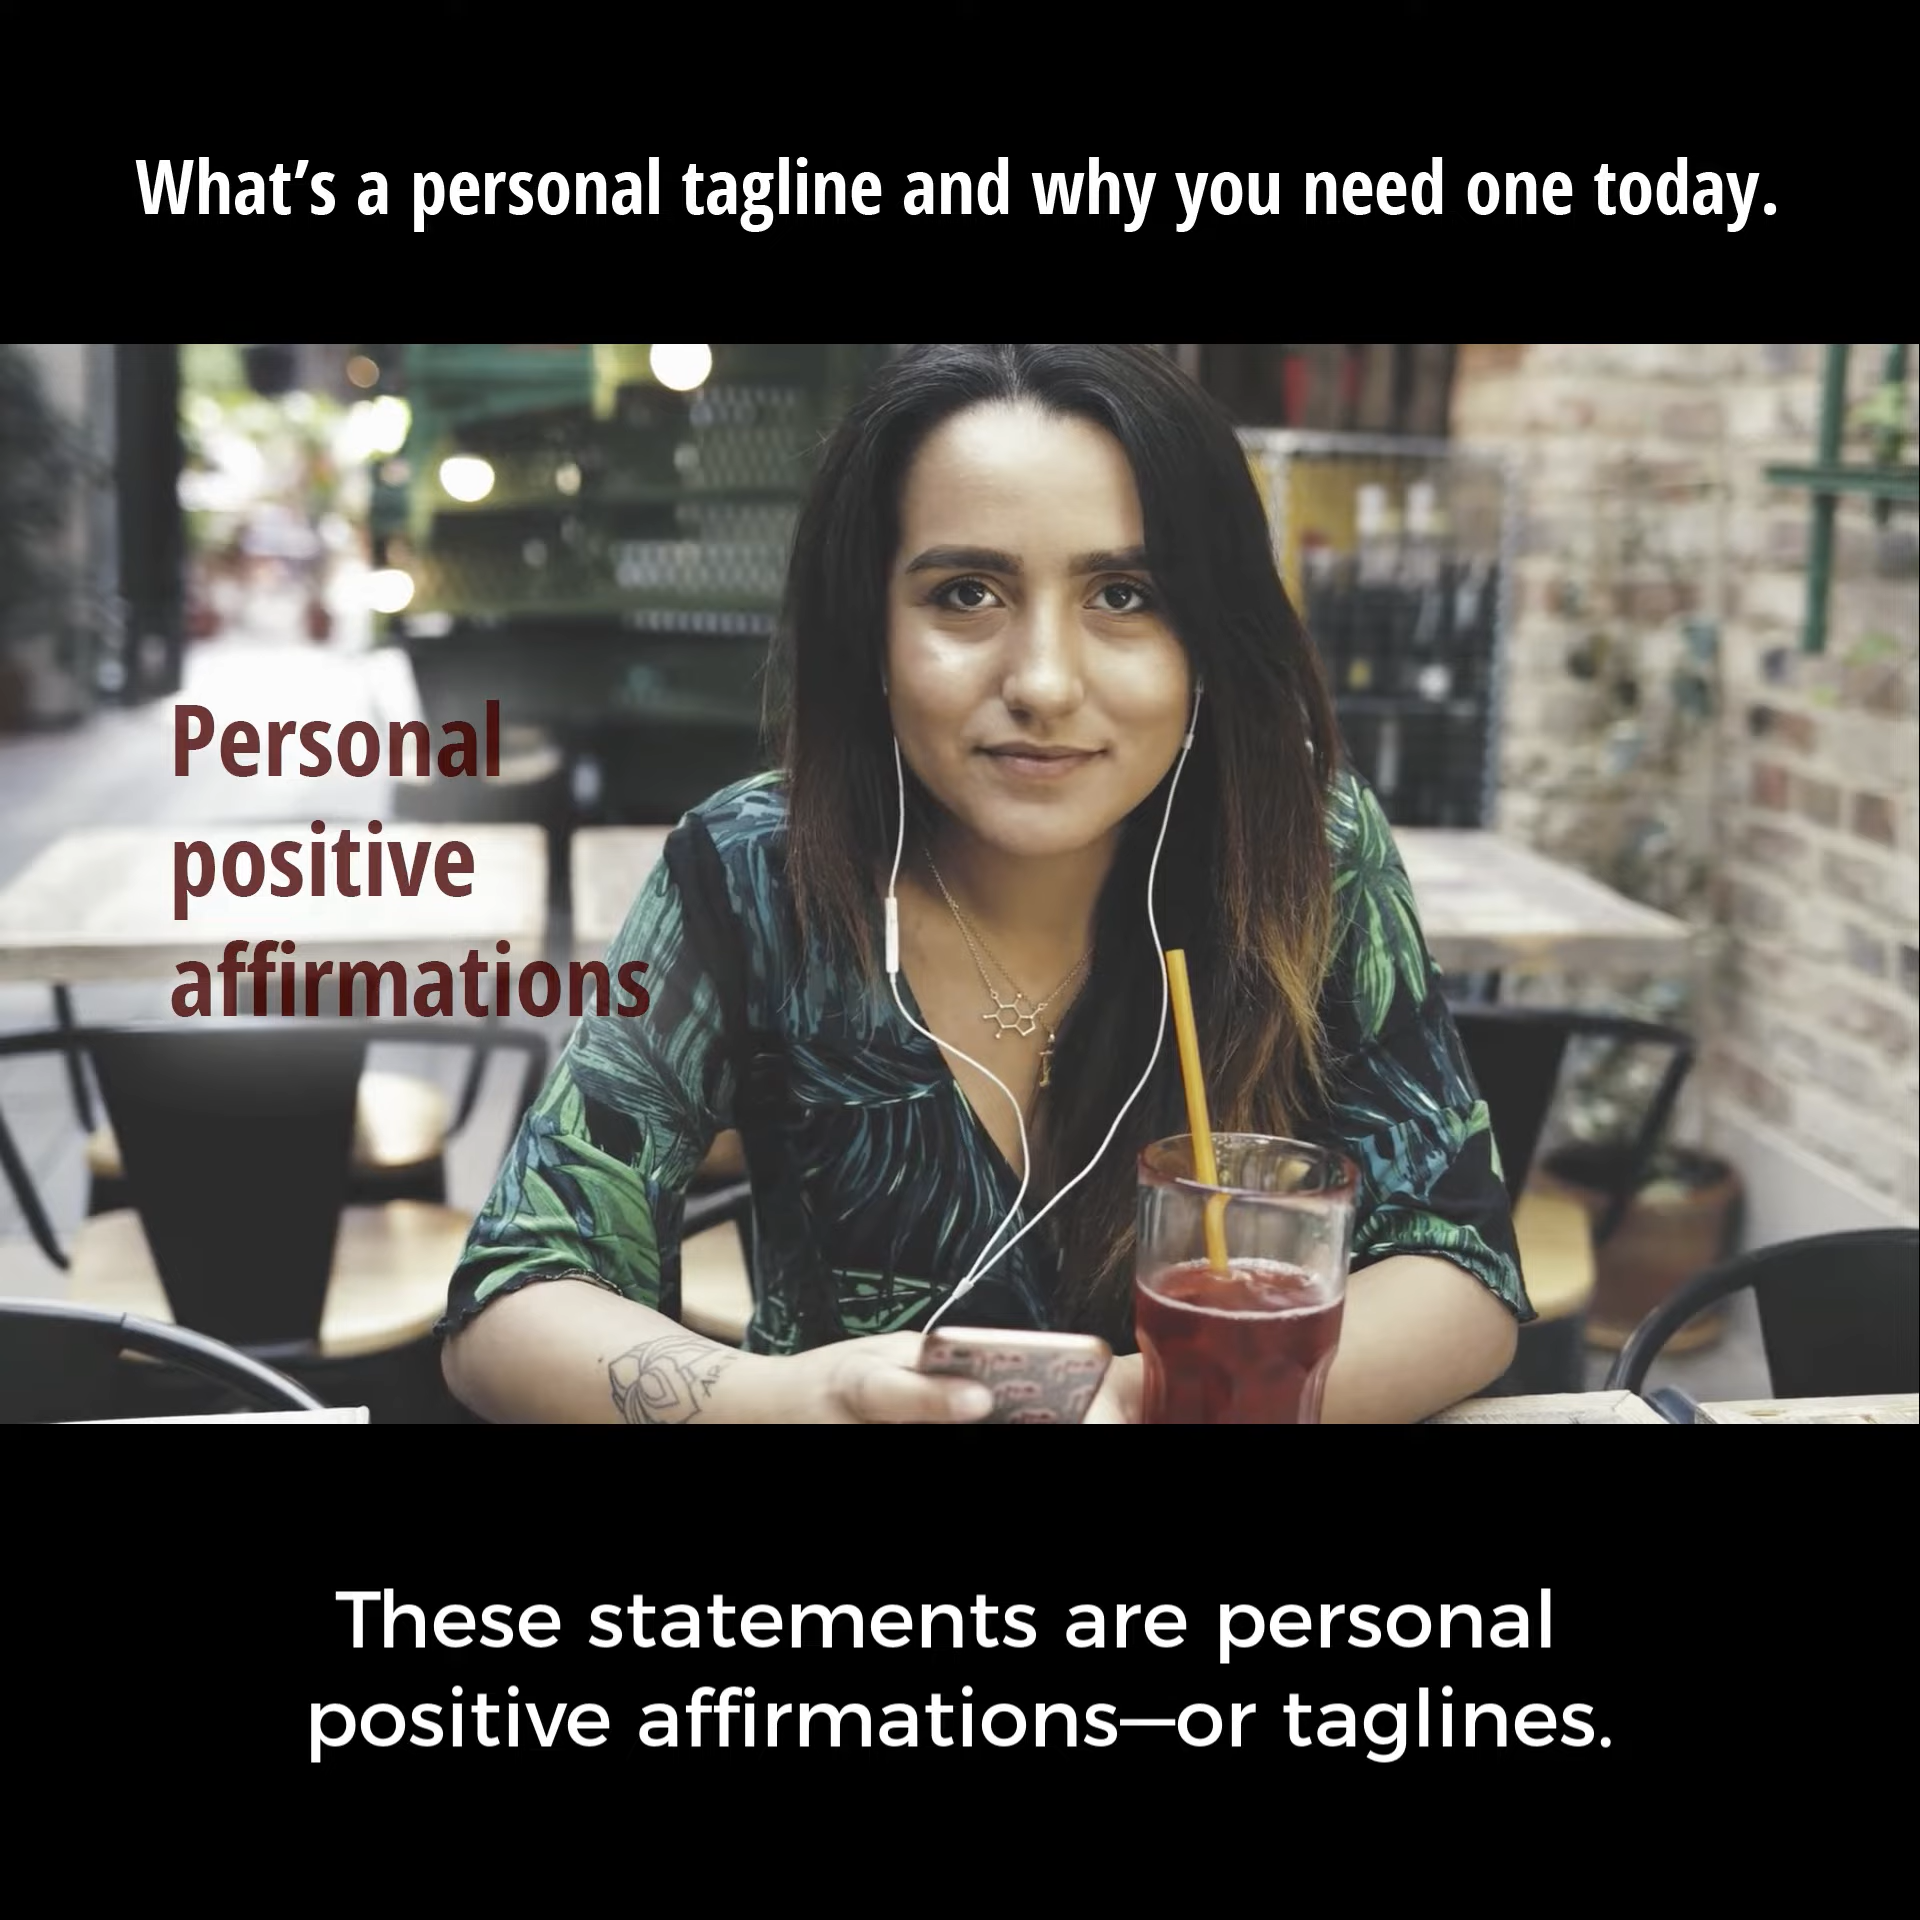 What’s a personal tagline and why you need one today.
Personal
positive
affirmations
These statements are personal
positive affirmations—or taglines.